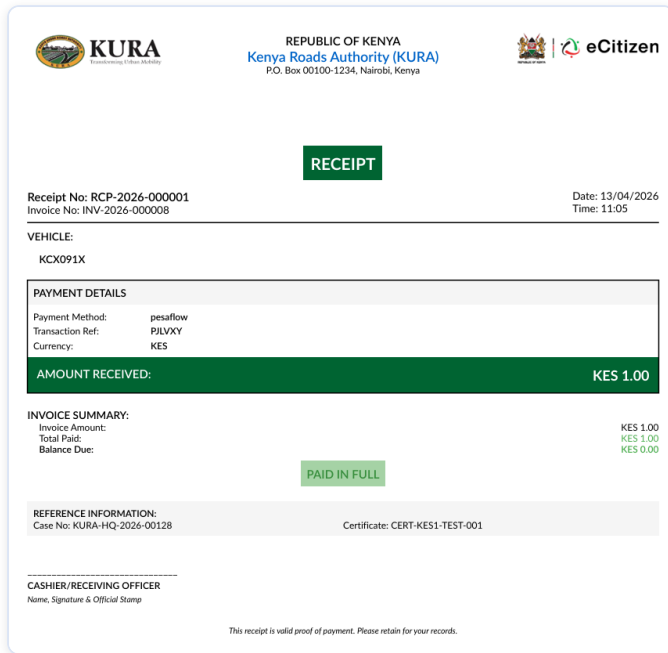 KURA
Transforming Urban Mobility
REPUBLIC OF KENYA
Kenya Roads Authority (KURA)
P.O. Box 00100-1234, Nairobi, Kenya
eCitizen
RECEIPT
Receipt No: RCP-2026-000001
Date: 13/04/2026
Invoice No: INV-2026-000008
Time: 11:05
VEHICLE:
KCX091X
PAYMENT DETAILS
Payment Method: pesaflow
Transaction Ref: PJLVXY
Currency: KES
AMOUNT RECEIVED: KES 1.00
INVOICE SUMMARY:
Invoice Amount: KES 1.00
Total Paid: KES 1.00
Balance Due: KES 0.00
PAID IN FULL
REFERENCE INFORMATION:
Case No: KURA-HQ-2026-00128 Certificate: CERT-KES1-TEST-001
CASHIER/RECEIVING OFFICER
Name, Signature & Official Stamp
This receipt is valid proof of payment. Please retain for your records.